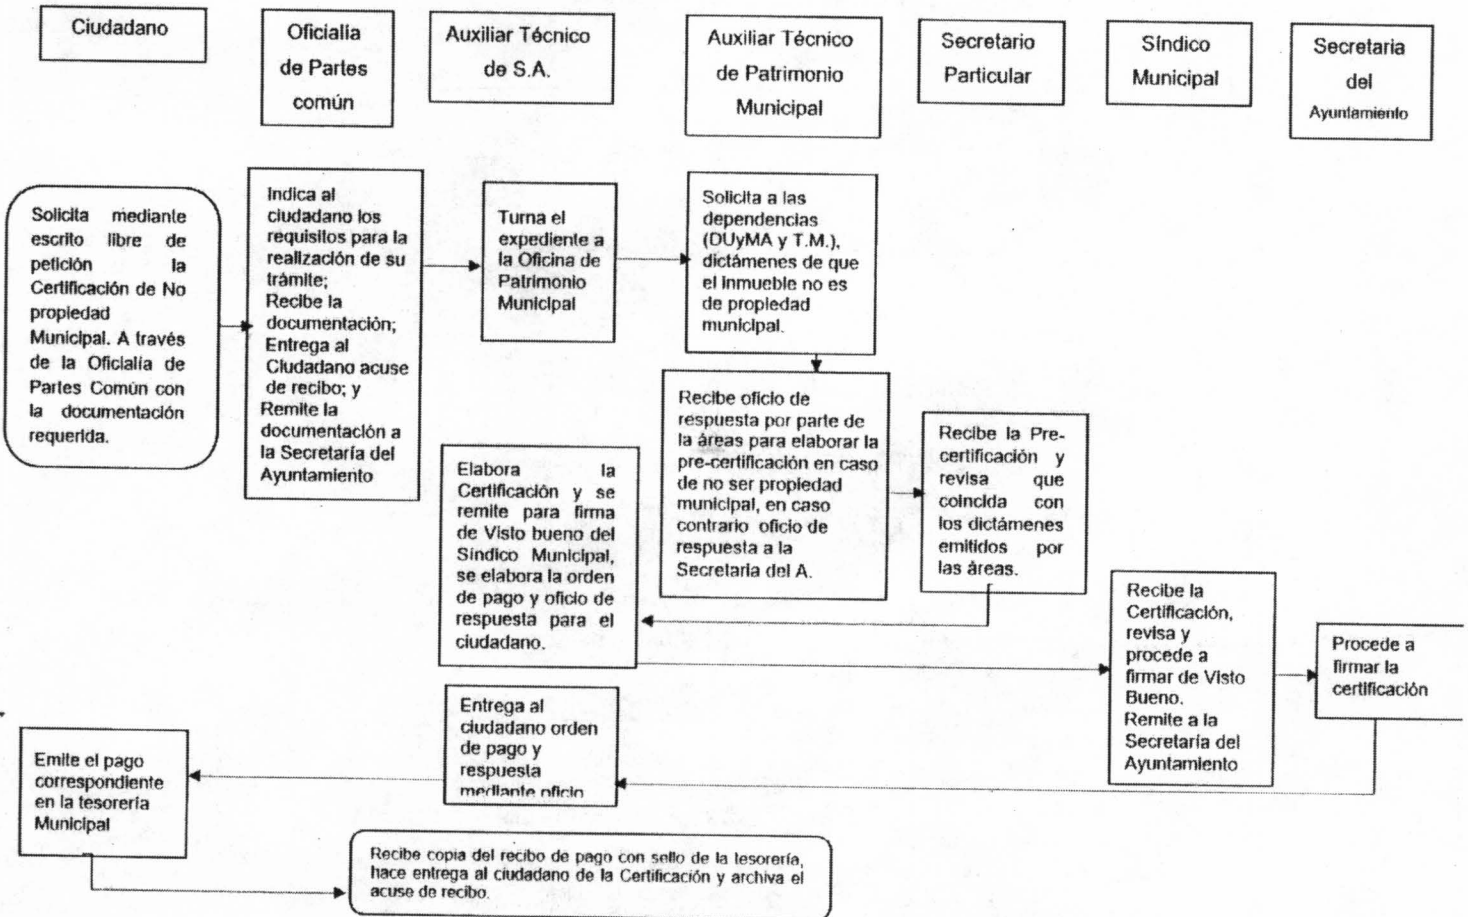 Ciudadano
Oficialía
de Partes
común
Auxiliar Técnico
de S.A.
Auxiliar Técnico
de Patrimonio
Municipal
Secretario
Particular
Síndico
Municipal
Secretaria
del
Ayuntamiento
Solicita mediante
escrito libre de
petición la
Certificación de No
propiedad
Municipal. A través
de la Oficialía de
Partes Común con
la documentación
requerida.
Indica al
ciudadano los
requisitos para la
realización de su
trámite;
Recibe la
documentación;
Entrega al
Ciudadano acuse
de recibo; y
Remite la
documentación a
la Secretaría del
Ayuntamiento
Turna el
expediente a
la Oficina de
Patrimonio
Municipal
Solicita a las
dependencias
(DUyMA y T.M.),
dictámenes de que
el inmueble no es
de propiedad
municipal.
Recibe oficio de
respuesta por parte de
la áreas para elaborar la
pre-certificación en caso
de no ser propiedad
municipal, en caso
contrario oficio de
respuesta a la
Secretaria del A.
Recibe la Pre-
certificación y
revisa que
coincida con
los dictámenes
emitidos por
las áreas.
Elabora la
Certificación y se
remite para firma
de Visto bueno del
Síndico Municipal,
se elabora la orden
de pago y oficio de
respuesta para el
ciudadano.
Recibe la
Certificación,
revisa y
procede a
firmar de Visto
Bueno.
Remite a la
Secretaría del
Ayuntamiento
Procede a
firmar la
certificación
Entrega al
ciudadano orden
de pago y
respuesta
mediante oficio
Emite el pago
correspondiente
en la tesorería
Municipal
Recibe copia del recibo de pago con sello de la tesorería,
hace entrega al ciudadano de la Certificación y archiva el
acuse de recibo.